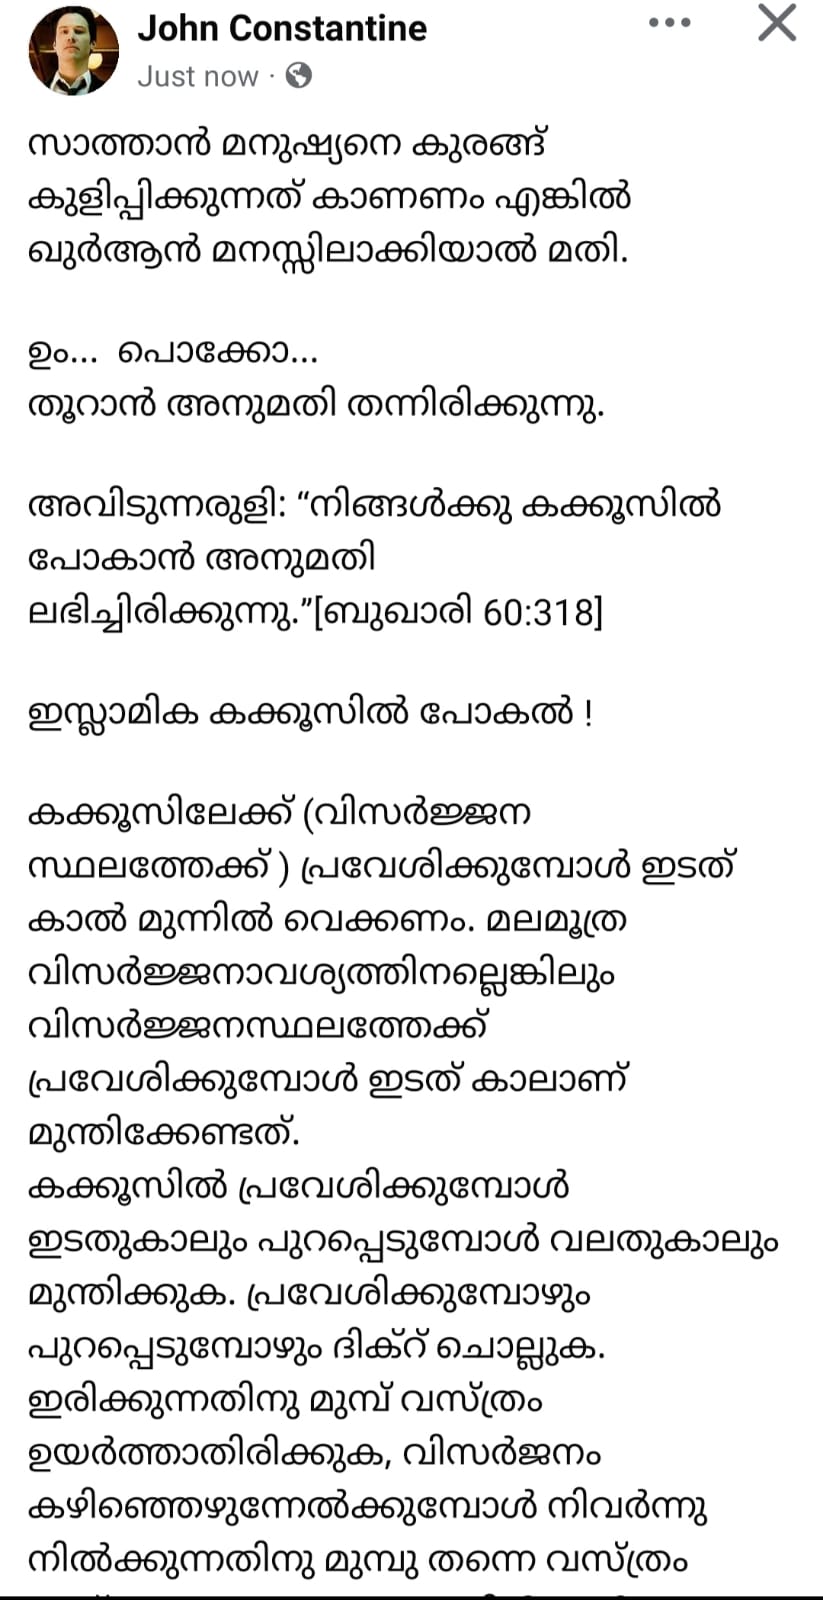 John Constantine
Just now ·
സാത്താൻ മനുഷ്യനെ കുരങ്ങ്
കുളിപ്പിക്കുന്നത് കാണണം എങ്കിൽ
ഖുർആൻ മനസ്സിലാക്കിയാൽ മതി.
ഉം... പൊക്കോ...
തൂറാൻ അനുമതി തന്നിരിക്കുന്നു.
അവിടുന്നരുളി: “നിങ്ങൾക്കു കക്കൂസിൽ
പോകാൻ അനുമതി
ലഭിച്ചിരിക്കുന്നു.”[ബുഖാരി 60:318]
ഇസ്ലാമിക കക്കൂസിൽ പോകൽ !
കക്കൂസിലേക്ക് (വിസർജ്ജന
സ്ഥലത്തേക്ക് ) പ്രവേശിക്കുമ്പോൾ ഇടത്
കാൽ മുന്നിൽ വെക്കണം. മലമൂത്ര
വിസർജ്ജനാവശ്യത്തിനല്ലെങ്കിലും
വിസർജ്ജനസ്ഥലത്തേക്ക്
പ്രവേശിക്കുമ്പോൾ ഇടത് കാലാണ്
മുന്തിക്കേണ്ടത്.
കക്കൂസിൽ പ്രവേശിക്കുമ്പോൾ
ഇടതുകാലും പുറപ്പെടുമ്പോൾ വലതുകാലും
മുന്തിക്കുക. പ്രവേശിക്കുമ്പോഴും
പുറപ്പെടുമ്പോഴും ദിക്റ് ചൊല്ലുക.
ഇരിക്കുന്നതിനു മുമ്പ് വസ്ത്രം
ഉയർത്താതിരിക്കുക, വിസർജനം
കഴിഞ്ഞെഴുന്നേൽക്കുമ്പോൾ നിവർന്നു
നിൽക്കുന്നതിനു മുമ്പു തന്നെ വസ്ത്രം